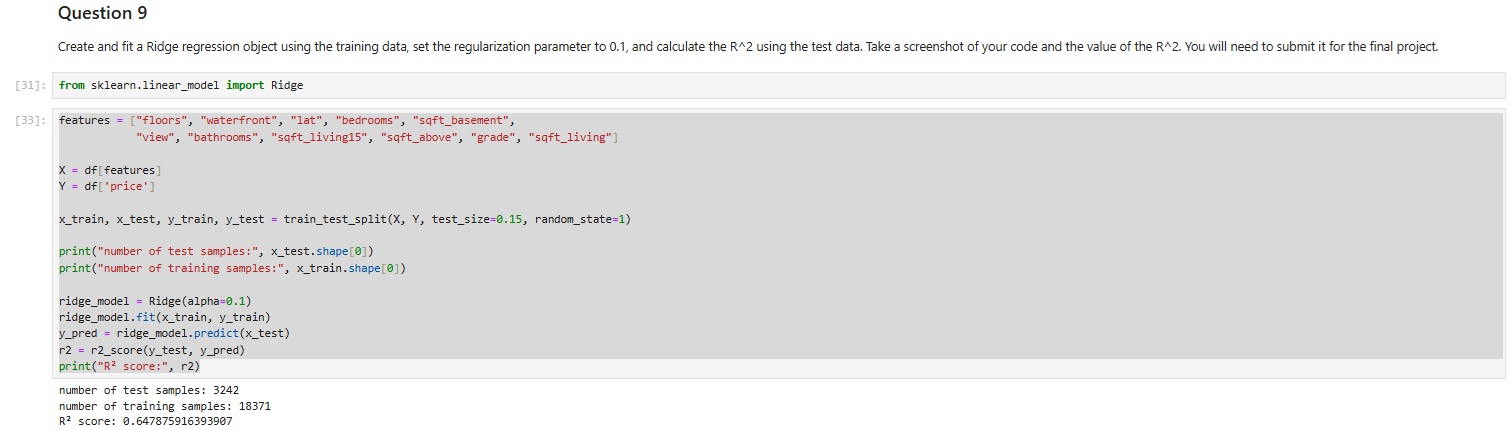 Question 9
Create and fit a Ridge regression object using the training data, set the regularization parameter to 0.1, and calculate the R^2 using the test data. Take a screenshot of your code and the value of the R^2. You will need to submit it for the final project.
[31]: from sklearn.linear_model import Ridge
[33]: features = ["floors", "waterfront", "lat", "bedrooms", "sqft_basement",
"view", "bathrooms", "sqft_living15", "sqft_above", "grade", "sqft_living"]
X = df[features]
Y = df['price']
x_train, x_test, y_train, y_test = train_test_split(X, Y, test_size=0.15, random_state=1)
print("number of test samples:", x_test.shape[0])
print("number of training samples:", x_train.shape[0])
ridge_model = Ridge(alpha=0.1)
ridge_model.fit(x_train, y_train)
y_pred = ridge_model.predict(x_test)
r2 = r2_score(y_test, y_pred)
print("R² score:", r2)
number of test samples: 3242
number of training samples: 18371
R² score: 0.647875916393907